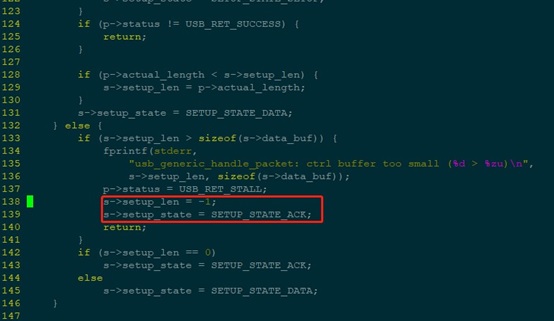 123 }
124 if (p->status != USB_RET_SUCCESS) {
125 return;
126 }
127
128 if (p->actual_length < s->setup_len) {
129 s->setup_len = p->actual_length;
130 }
131 s->setup_state = SETUP_STATE_DATA;
132 } else {
133 if (s->setup_len > sizeof(s->data_buf)) {
134 fprintf(stderr,
135 "usb_generic_handle_packet: ctrl buffer too small (%d > %zu)\n",
136 s->setup_len, sizeof(s->data_buf));
137 p->status = USB_RET_STALL;
138 s->setup_len = -1;
139 s->setup_state = SETUP_STATE_ACK;
140 return;
141 }
142 if (s->setup_len == 0)
143 s->setup_state = SETUP_STATE_ACK;
144 else
145 s->setup_state = SETUP_STATE_DATA;
146 }
147